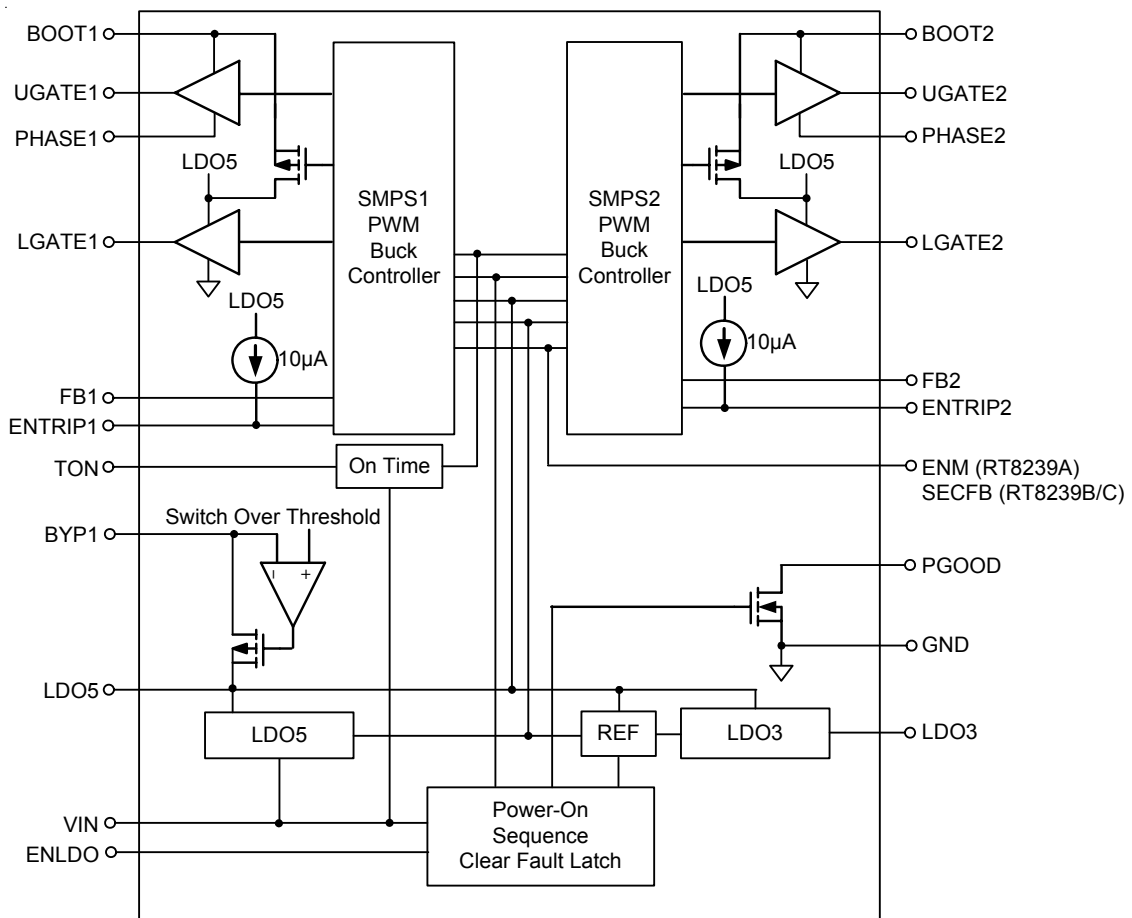 BOOT1
UGATE1
PHASE1
LDO5
LGATE1
LDO5
10µA
FB1
ENTRIP1
TON
BYP1
LDO5
VIN
ENLDO
SMPS1
PWM
Buck
Controller
SMPS2
PWM
Buck
Controller
On Time
Switch Over Threshold
- +
LDO5
REF
LDO3
Power-On
Sequence
Clear Fault Latch
BOOT2
UGATE2
PHASE2
LDO5
LGATE2
LDO5
10µA
FB2
ENTRIP2
ENM (RT8239A)
SECFB (RT8239B/C)
PGOOD
GND
LDO3